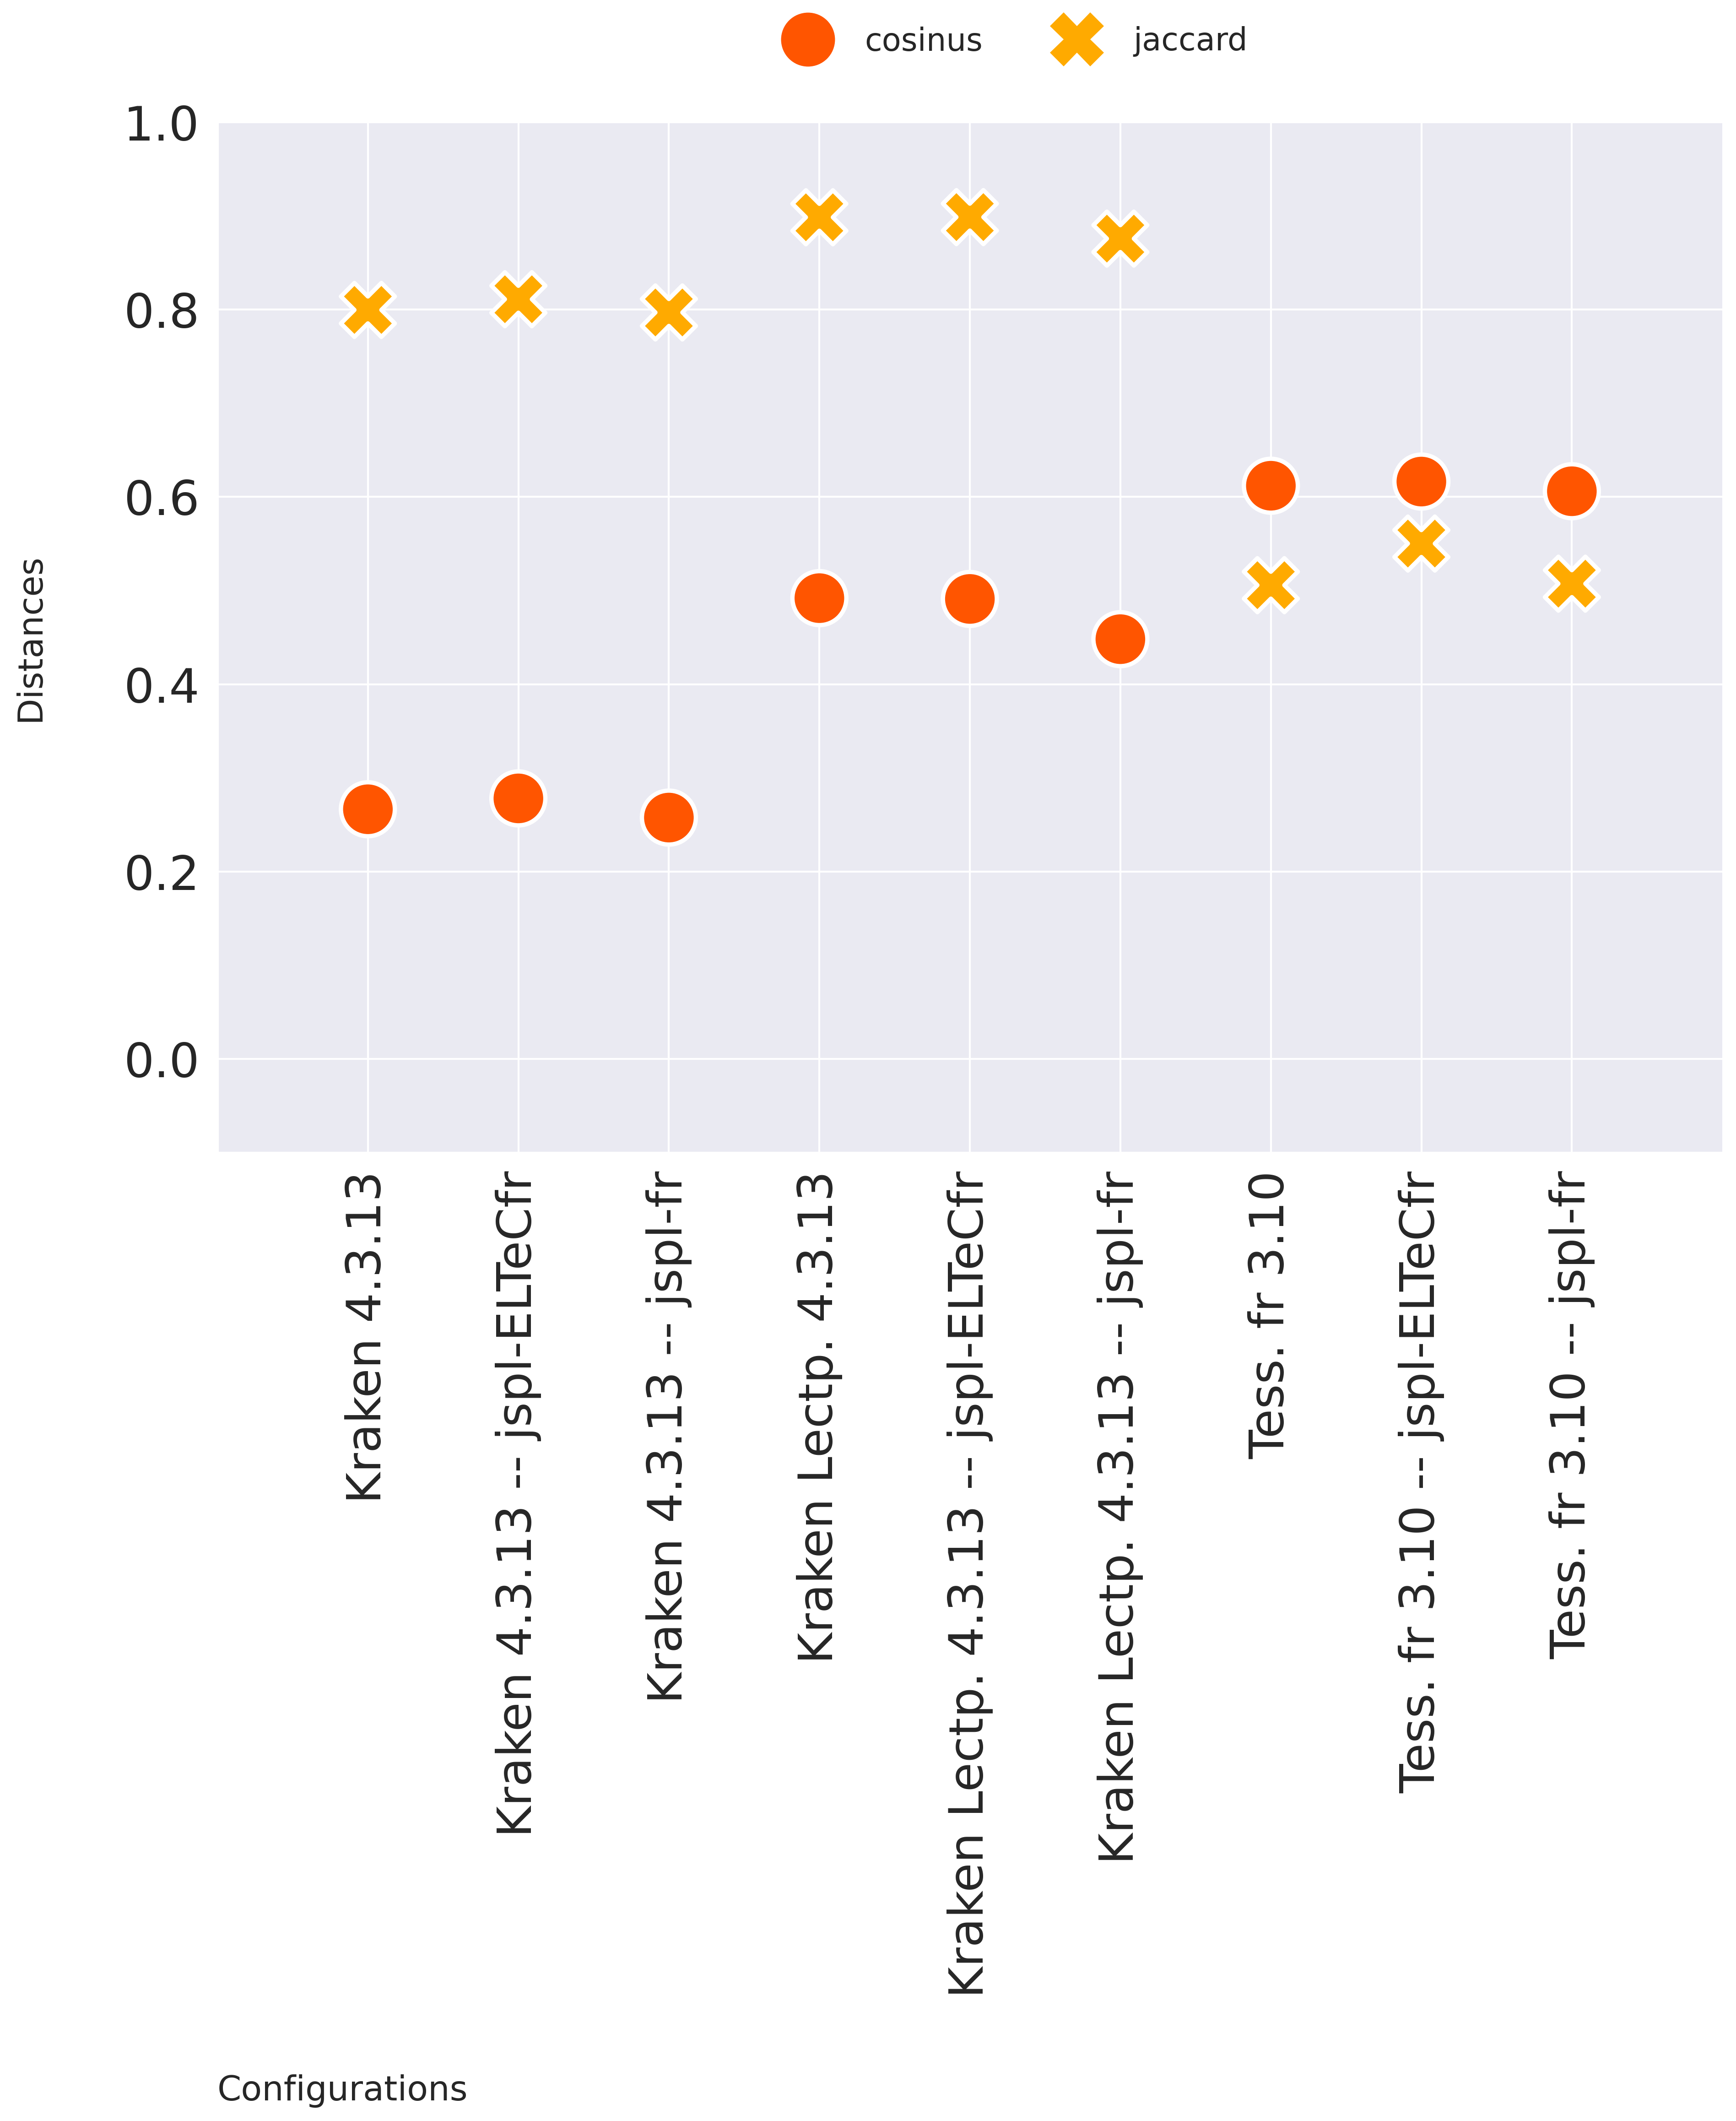 cosinus jaccard
1.0
0.8
0.6
0.4
0.2
0.0
Distances
Kraken 4.3.13
Kraken 4.3.13 -- jspl-ELTeCfr
Kraken 4.3.13 -- jspl-fr
Kraken Lectp. 4.3.13
Kraken Lectp. 4.3.13 -- jspl-ELTeCfr
Kraken Lectp. 4.3.13 -- jspl-fr
Tess. fr 3.10
Tess. fr 3.10 -- jspl-ELTeCfr
Tess. fr 3.10 -- jspl-fr
Configurations